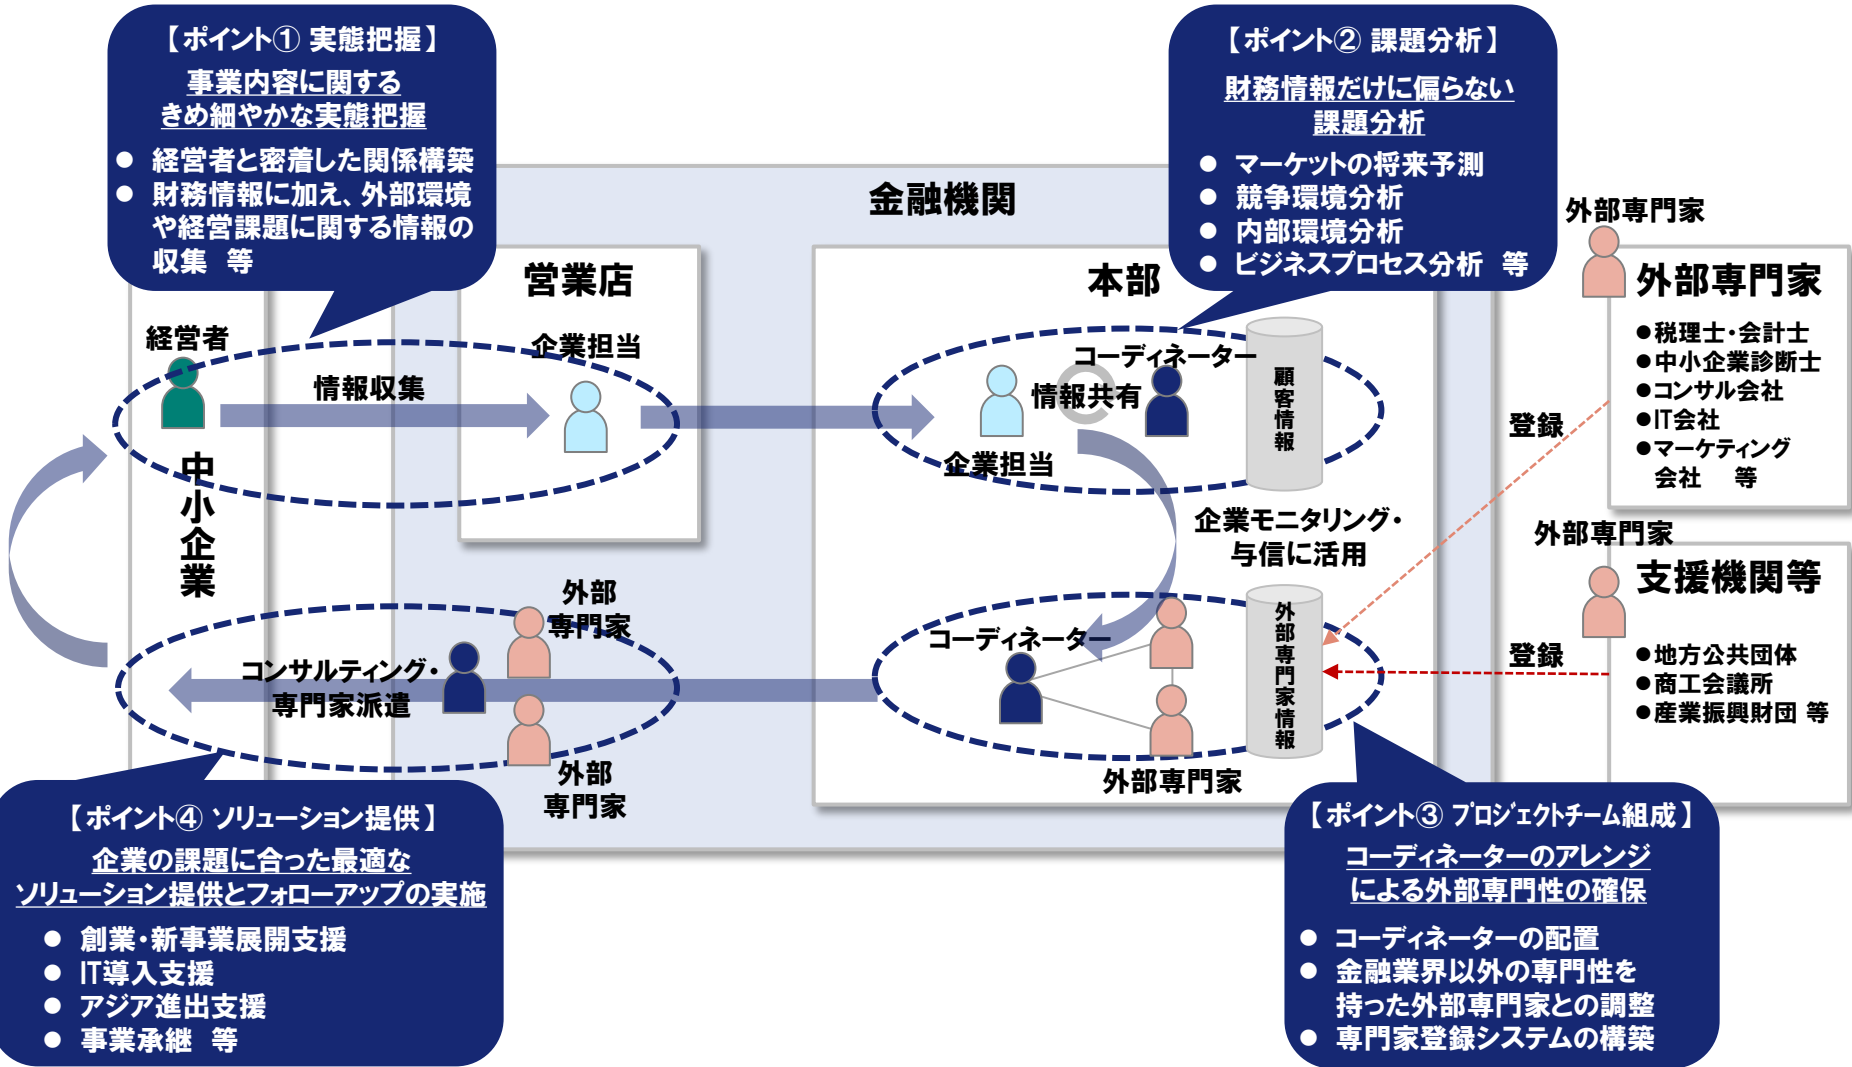 【ポイント① 実態把握】
事業内容に関する
きめ細やかな実態把握
● 経営者と密着した関係構築
● 財務情報に加え、外部環境
や経営課題に関する情報の
収集 等
【ポイント② 課題分析】
財務情報だけに偏らない
課題分析
● マーケットの将来予測
● 競争環境分析
● 内部環境分析
● ビジネスプロセス分析 等
金融機関
営業店
本部
経営者
情報収集
企業担当
中小企業
コーディネーター
情報共有
企業担当
顧客情報
企業モニタリング・
与信に活用
外部専門家
外部専門家
●税理士・会計士
●中小企業診断士
●コンサル会社
●IT会社
●マーケティング
会社 等
登録
外部専門家
支援機関等
●地方公共団体
●商工会議所
●産業振興財団 等
登録
外部
専門家
コンサルティング・
専門家派遣
外部
専門家
コーディネーター
外部専門家
外部専門家情報
【ポイント④ ソリューション提供】
企業の課題に合った最適な
ソリューション提供とフォローアップの実施
● 創業・新事業展開支援
● IT導入支援
● アジア進出支援
● 事業承継 等
【ポイント③ プロジェクトチーム組成】
コーディネーターのアレンジ
による外部専門性の確保
● コーディネーターの配置
● 金融業界以外の専門性を
持った外部専門家との調整
● 専門家登録システムの構築